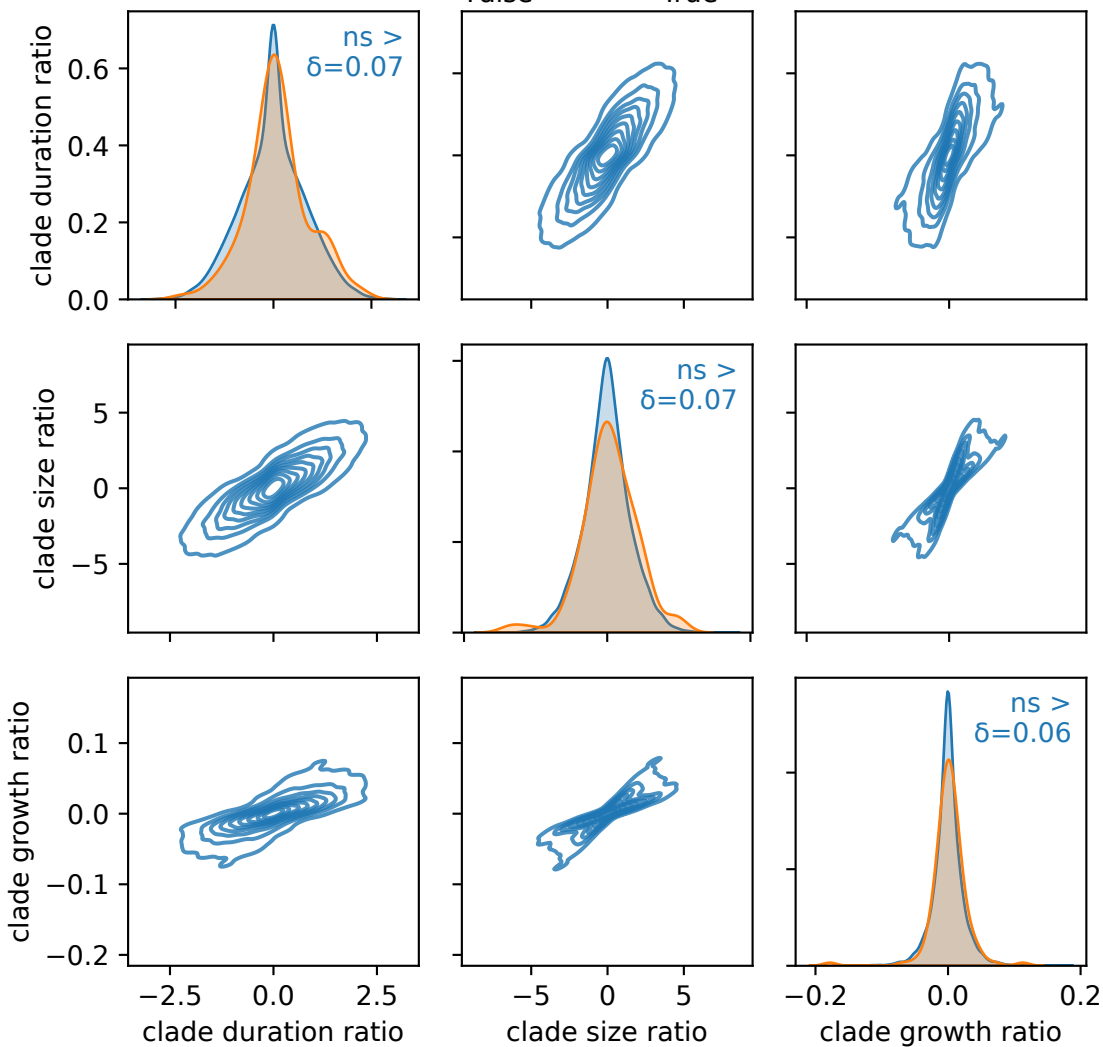 False True
clade duration ratio
0.6
0.4
0.2
0.0
ns >
δ=0.07
clade size ratio
5
0
−5
ns >
δ=0.07
clade growth ratio
0.1
0.0
−0.1
−0.2
ns >
δ=0.06
−2.5 0.0 2.5
−5 0 5
−0.2 0.0 0.2
clade duration ratio
clade size ratio
clade growth ratio